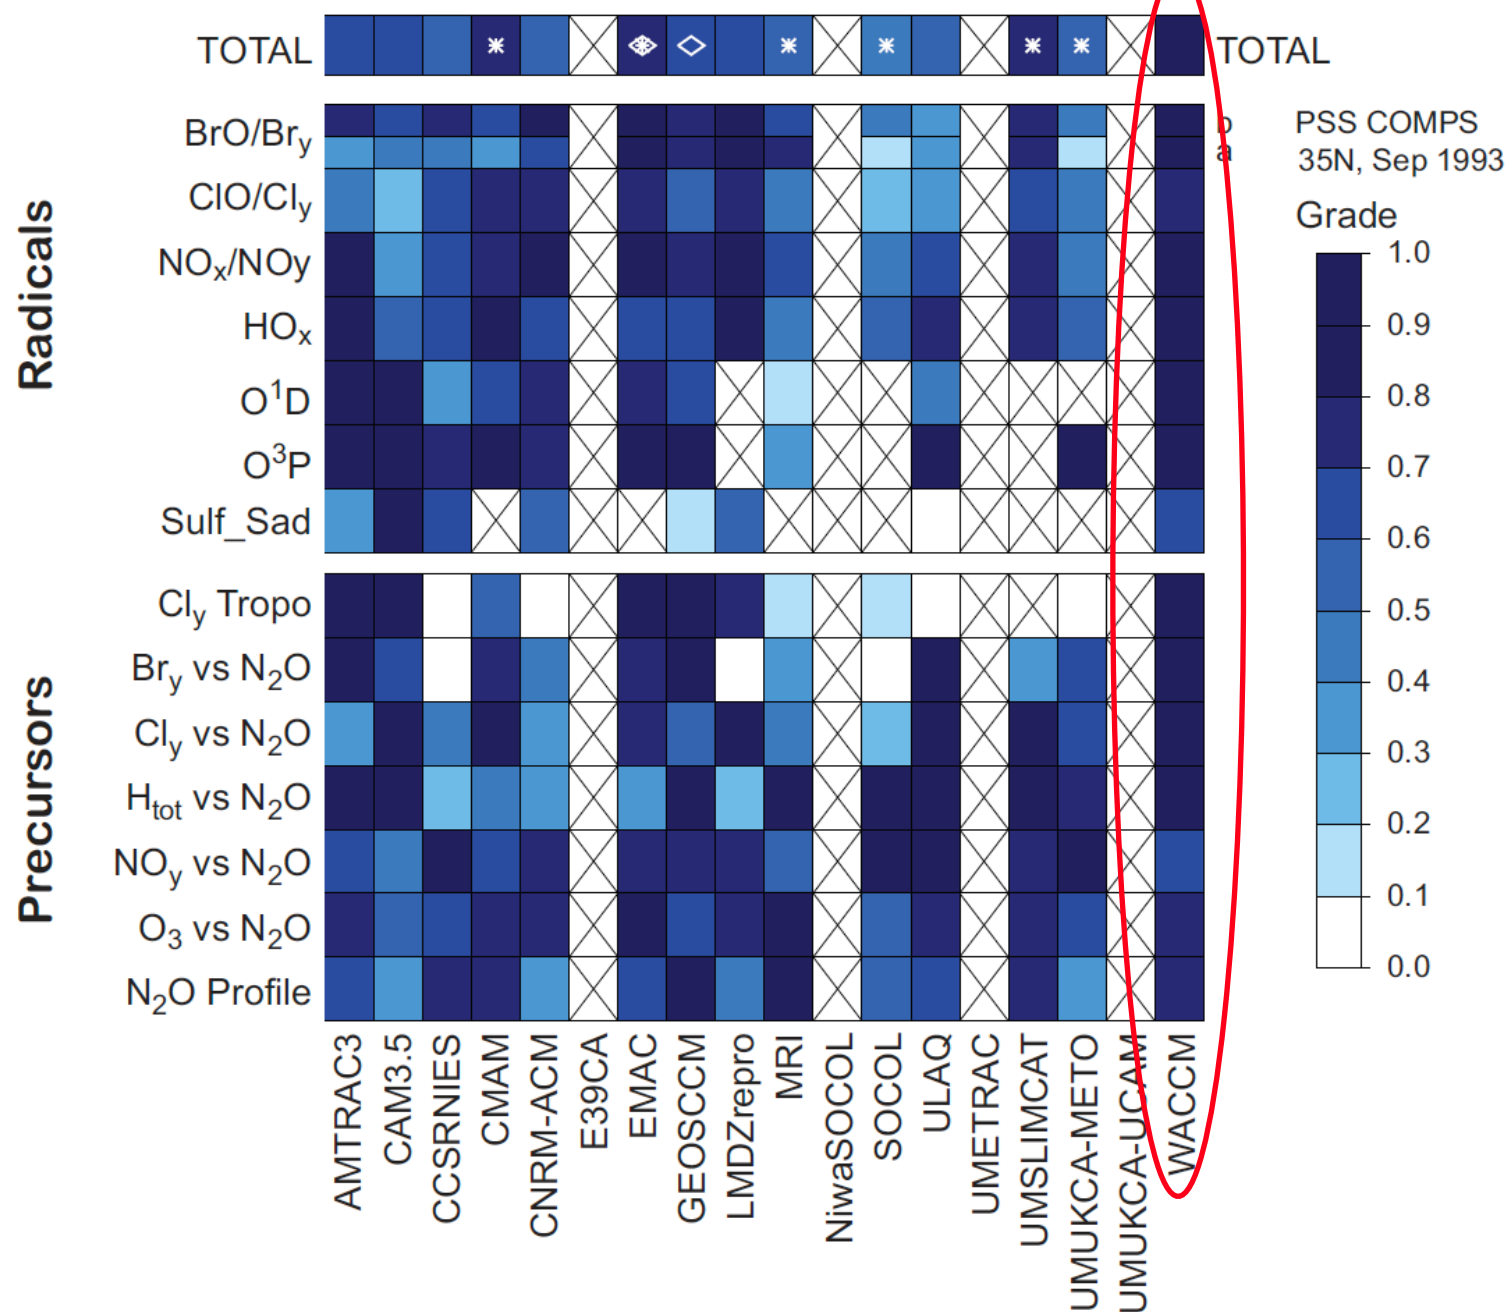 TOTAL
TOTAL
Radicals
BrO/Bry
b
a
ClO/Cly
NOx/NOy
HOx
O1D
O3P
Sulf_Sad
Precursors
Cly Tropo
Bry vs N2O
Cly vs N2O
Htot vs N2O
NOy vs N2O
O3 vs N2O
N2O Profile
AMTRAC3
CAM3.5
CCSRNIES
CMAM
CNRM-ACM
E39CA
EMAC
GEOSCCM
LMDZrepro
MRI
NiwaSOCOL
SOCOL
ULAQ
UMETRAC
UMSLIMCAT
UMUKCA-METO
UMUKCA-UCAM
WACCM
PSS COMPS
35N, Sep 1993
Grade
1.0
0.9
0.8
0.7
0.6
0.5
0.4
0.3
0.2
0.1
0.0